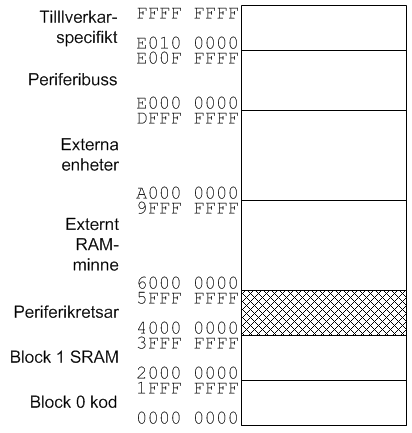 Tilllverkar-
specifikt
FFFF FFFF
E010 0000
Periferibuss
E00F FFFF
E000 0000
Externa
enheter
DFFF FFFF
A000 0000
Externt
RAM-
minne
9FFF FFFF
6000 0000
Periferikretsar
5FFF FFFF
4000 0000
Block 1 SRAM
3FFF FFFF
2000 0000
Block 0 kod
1FFF FFFF
0000 0000